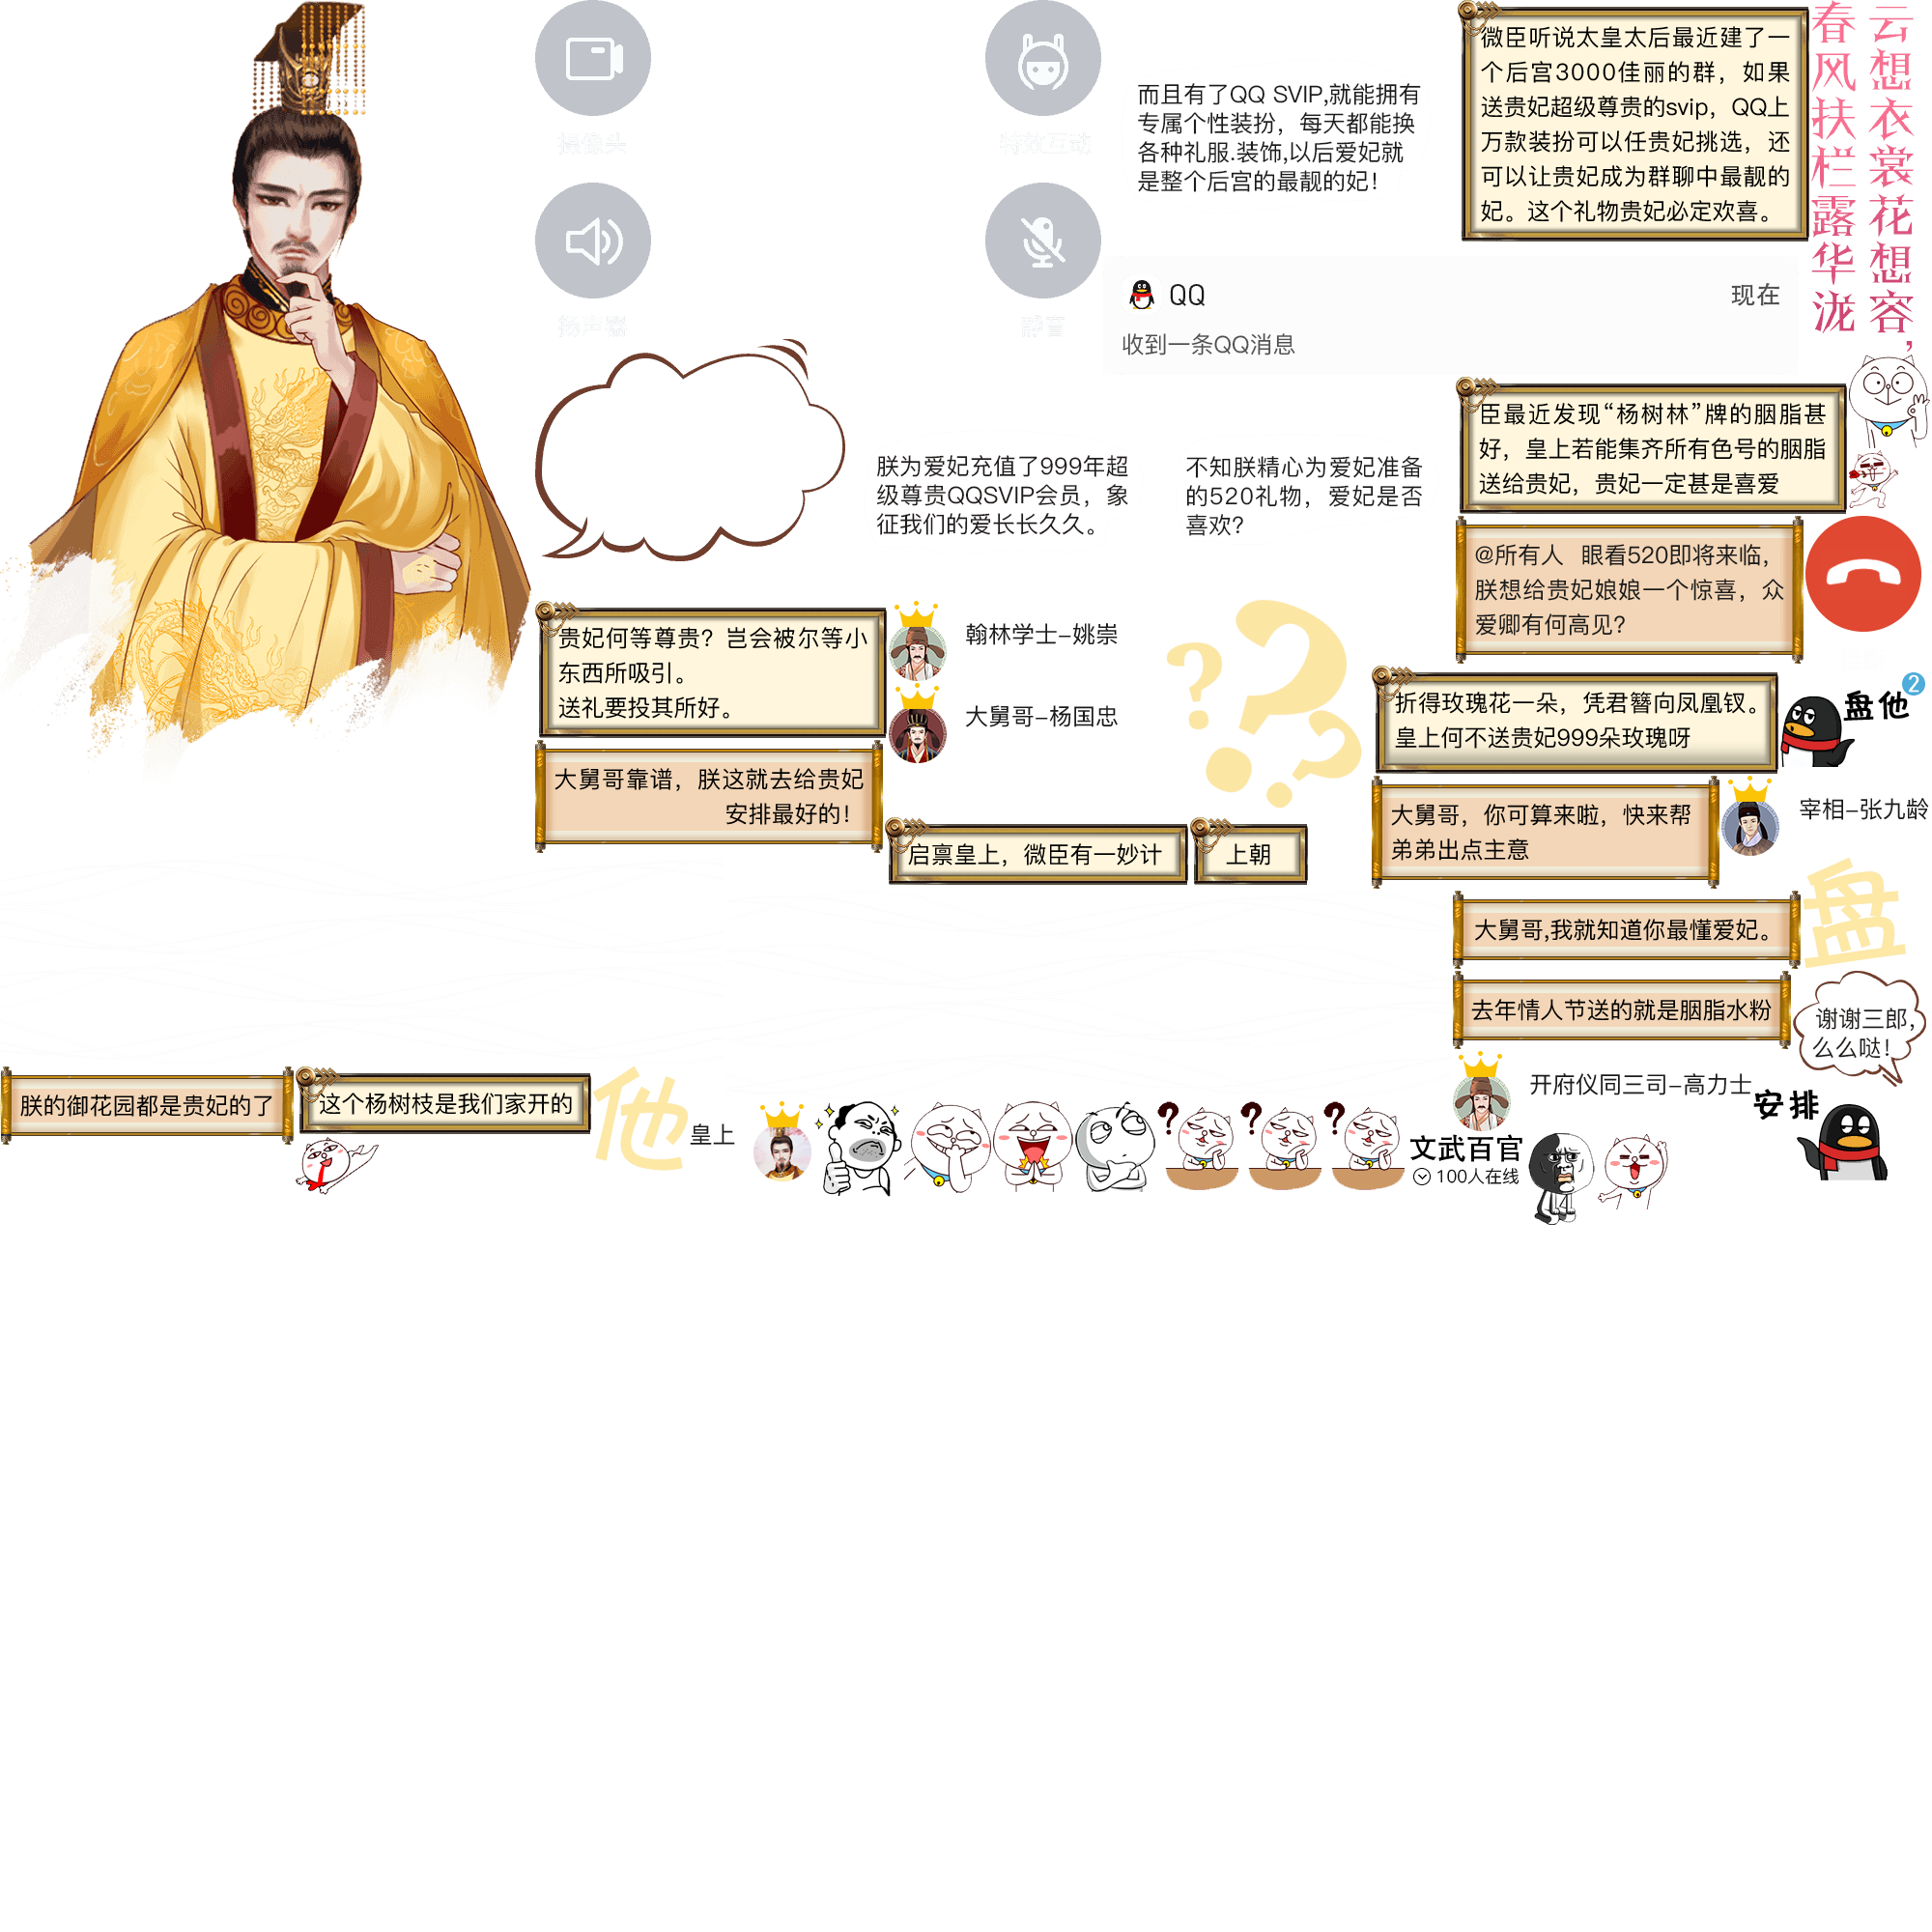 摄像头
特效互动
扬声器
静音
而且有了QQ SVIP,就能拥有
专属个性装扮，每天都能换
各种礼服.装饰,以后爱妃就
是整个后宫的最靓的妃！
微臣听说太皇太后最近建了一
个后宫3000佳丽的群，如果
送贵妃超级尊贵的svip，QQ上
万款装扮可以任贵妃挑选，还
可以让贵妃成为群聊中最靓的
妃。这个礼物贵妃必定欢喜。
云想衣裳花想容，
春风扶栏露华泷
QQ
现在
收到一条QQ消息
朕为爱妃充值了999年超
级尊贵QQSVIP会员，象
征我们的爱长长久久。
不知朕精心为爱妃准备
的520礼物，爱妃是否
喜欢？
臣最近发现“杨树林”牌的胭脂甚
好，皇上若能集齐所有色号的胭脂
送给贵妃，贵妃一定甚是喜爱
@所有人 眼看520即将来临，
朕想给贵妃娘娘一个惊喜，众
爱卿有何高见？
贵妃何等尊贵？岂会被尔等小
东西所吸引。
送礼要投其所好。
翰林学士-姚崇
大舅哥-杨国忠
???
折得玫瑰花一朵，凭君簪向凤凰钗。
皇上何不送贵妃999朵玫瑰呀
盘他
2
大舅哥靠谱，朕这就去给贵妃
安排最好的！
启禀皇上，微臣有一妙计
上朝
大舅哥，你可算来啦，快来帮
弟弟出点主意
宰相-张九龄
大舅哥,我就知道你最懂爱妃。
盘
去年情人节送的就是胭脂水粉
谢谢三郎，
么么哒！
朕的御花园都是贵妃的了
这个杨树枝是我们家开的
他
皇上
?
?
?
文武百官
100人在线
开府仪同三司-高力士
安排